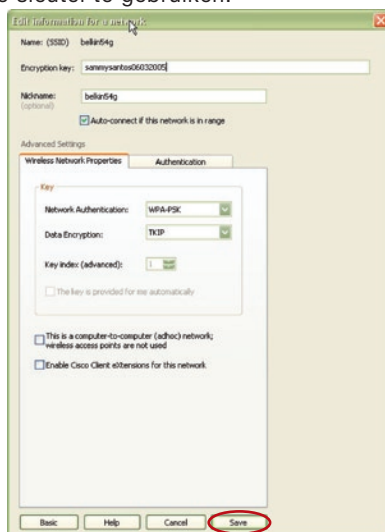 sleutel te gebruiken.
Edit information for a network
Name: (SSID) belkin54g
Encryption key: sammysantos06032005
Nickname: belkin54g
(optional)
Auto-connect if this network is in range
Advanced Settings
Wireless Network Properties Authentication
Key
Network Authentication: WPA-PSK
Data Encryption: TKIP
Key index (advanced): 1
The key is provided for me automatically
This is a computer-to-computer (adhoc) network;
wireless access points are not used
Enable Cisco Client eXtensions for this network
Basic Help Cancel Save